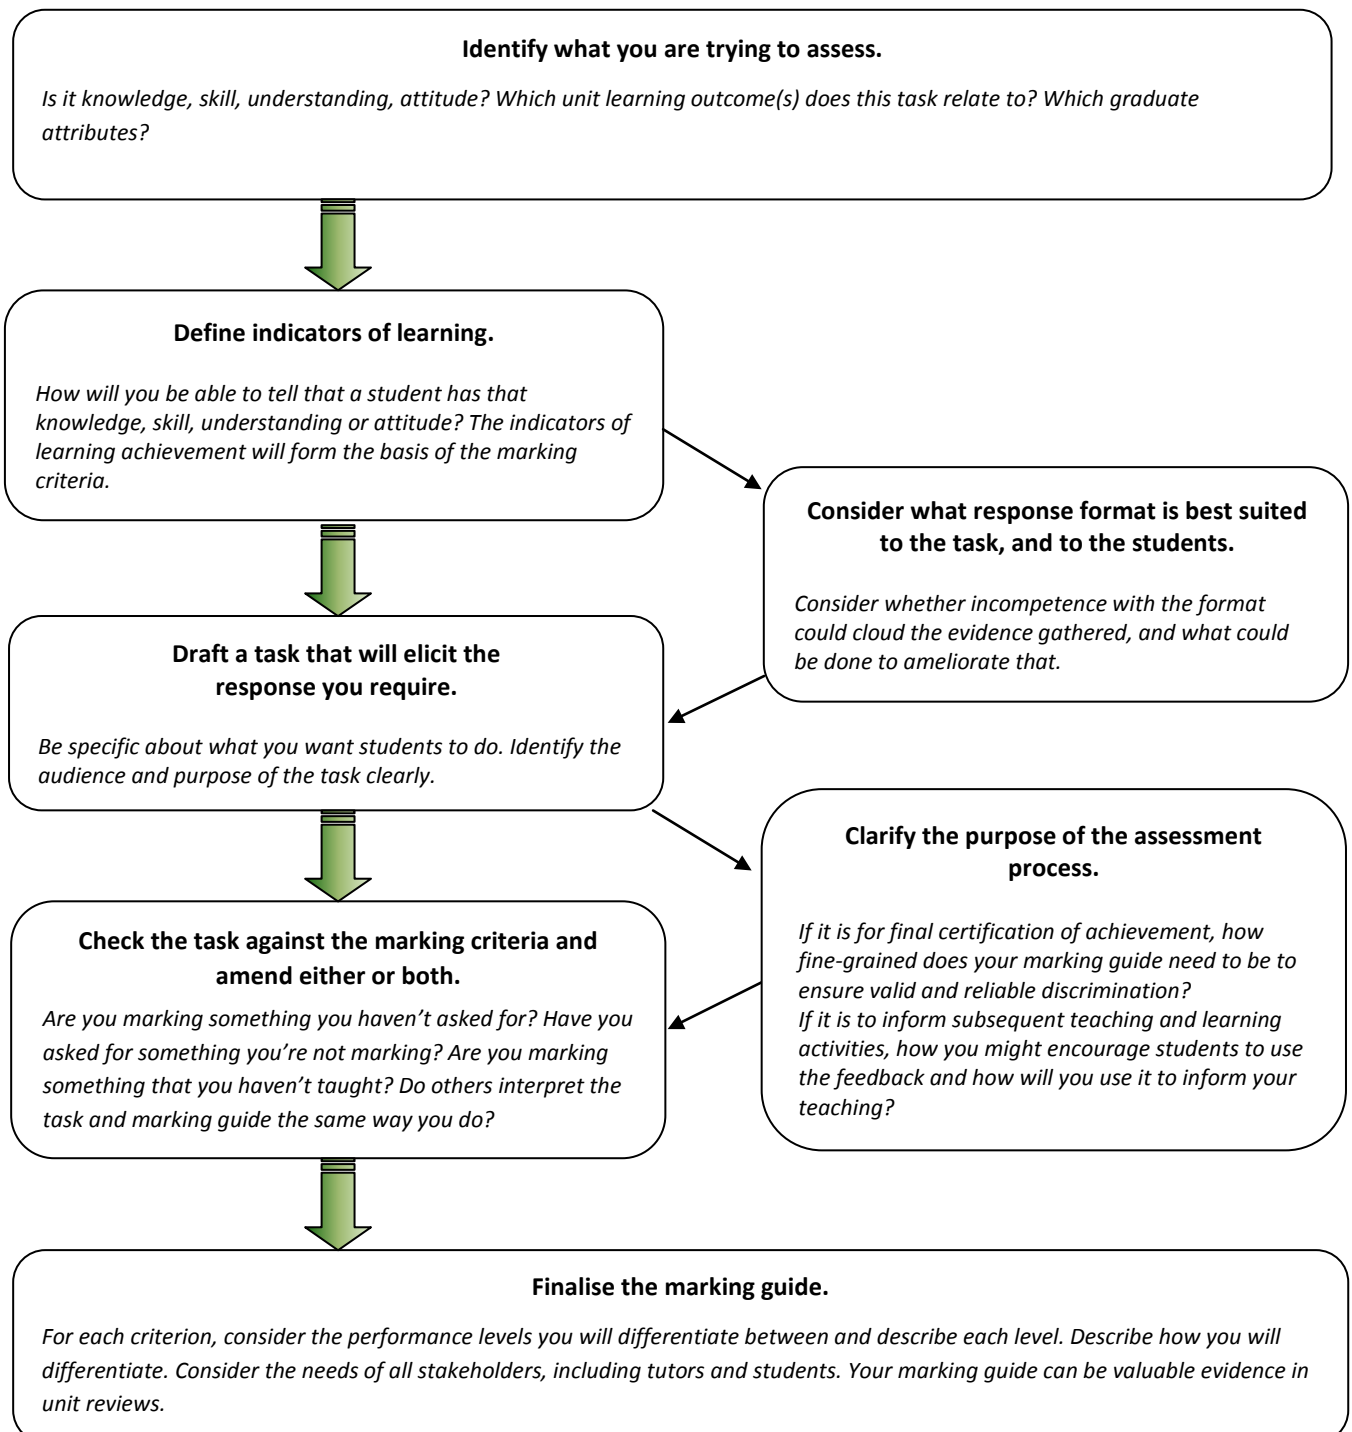 Identify what you are trying to assess.
Is it knowledge, skill, understanding, attitude? Which unit learning outcome(s) does this task relate to? Which graduate
attributes?
Define indicators of learning.
How will you be able to tell that a student has that
knowledge, skill, understanding or attitude? The indicators of
learning achievement will form the basis of the marking
criteria.
Consider what response format is best suited
to the task, and to the students.
Consider whether incompetence with the format
could cloud the evidence gathered, and what could
be done to ameliorate that.
Draft a task that will elicit the
response you require.
Be specific about what you want students to do. Identify the
audience and purpose of the task clearly.
Clarify the purpose of the assessment
process.
If it is for final certification of achievement, how
fine-grained does your marking guide need to be to
ensure valid and reliable discrimination?
If it is to inform subsequent teaching and learning
activities, how you might encourage students to use
the feedback and how will you use it to inform your
teaching?
Check the task against the marking criteria and
amend either or both.
Are you marking something you haven’t asked for? Have you
asked for something you’re not marking? Are you marking
something that you haven’t taught? Do others interpret the
task and marking guide the same way you do?
Finalise the marking guide.
For each criterion, consider the performance levels you will differentiate between and describe each level. Describe how you will
differentiate. Consider the needs of all stakeholders, including tutors and students. Your marking guide can be valuable evidence in
unit reviews.